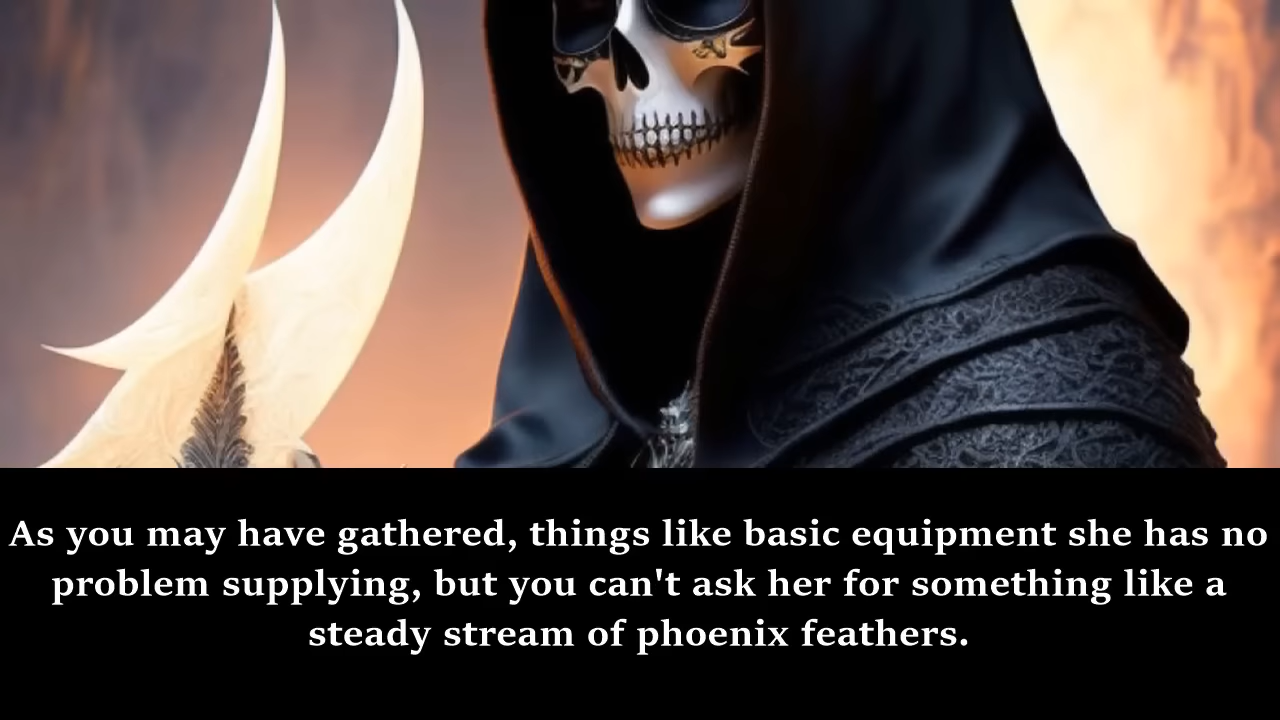 As you may have gathered, things like basic equipment she has no
problem supplying, but you can't ask her for something like a
steady stream of phoenix feathers.